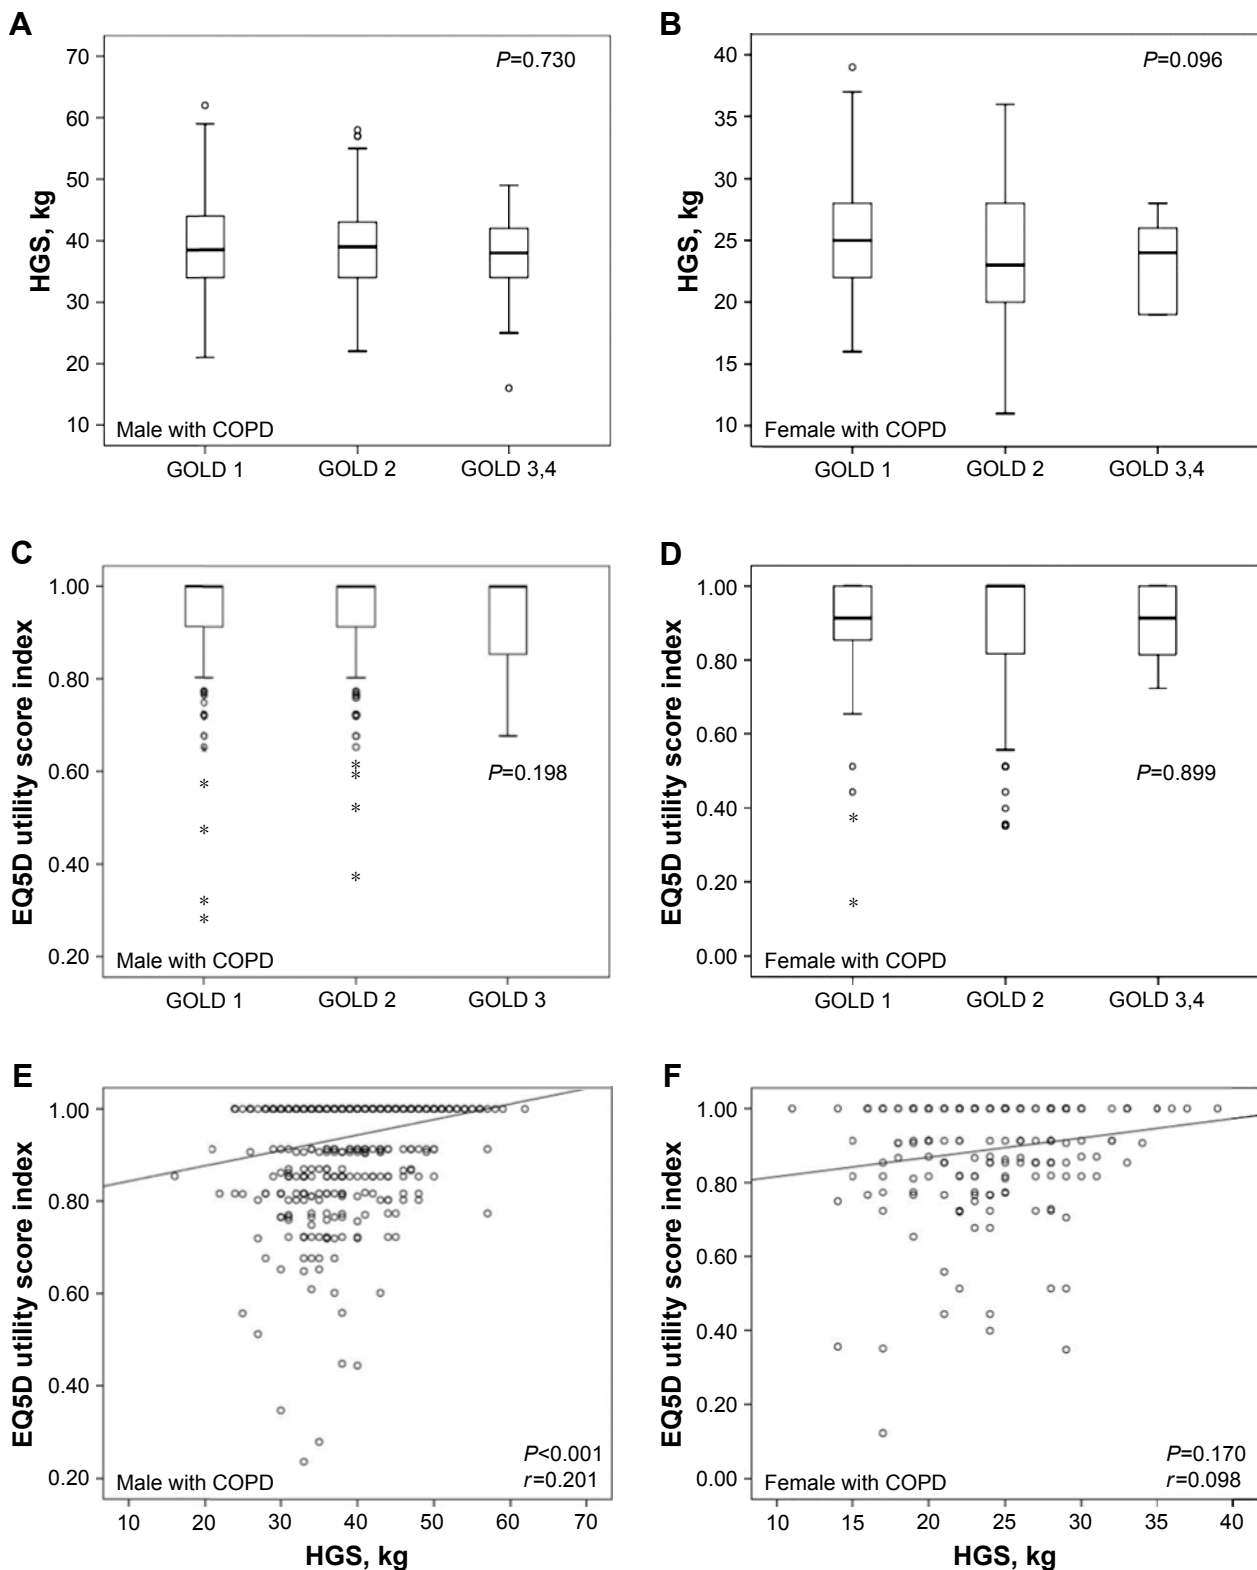 A
HGS, kg
70
60
50
40
30
20
10
P=0.730
Male with COPD
GOLD 1
GOLD 2
GOLD 3,4
B
HGS, kg
40
35
30
25
20
15
10
P=0.096
Female with COPD
GOLD 1
GOLD 2
GOLD 3,4
C
EQ5D utility score index
1.00
0.80
0.60
0.40
0.20
P=0.198
Male with COPD
GOLD 1
GOLD 2
GOLD 3
D
EQ5D utility score index
1.00
0.80
0.60
0.40
0.20
0.00
P=0.899
Female with COPD
GOLD 1
GOLD 2
GOLD 3,4
E
EQ5D utility score index
1.00
0.80
0.60
0.40
0.20
P<0.001
r=0.201
Male with COPD
10 20 30 40 50 60 70
HGS, kg
F
EQ5D utility score index
1.00
0.80
0.60
0.40
0.20
0.00
P=0.170
r=0.098
Female with COPD
10 15 20 25 30 35 40
HGS, kg